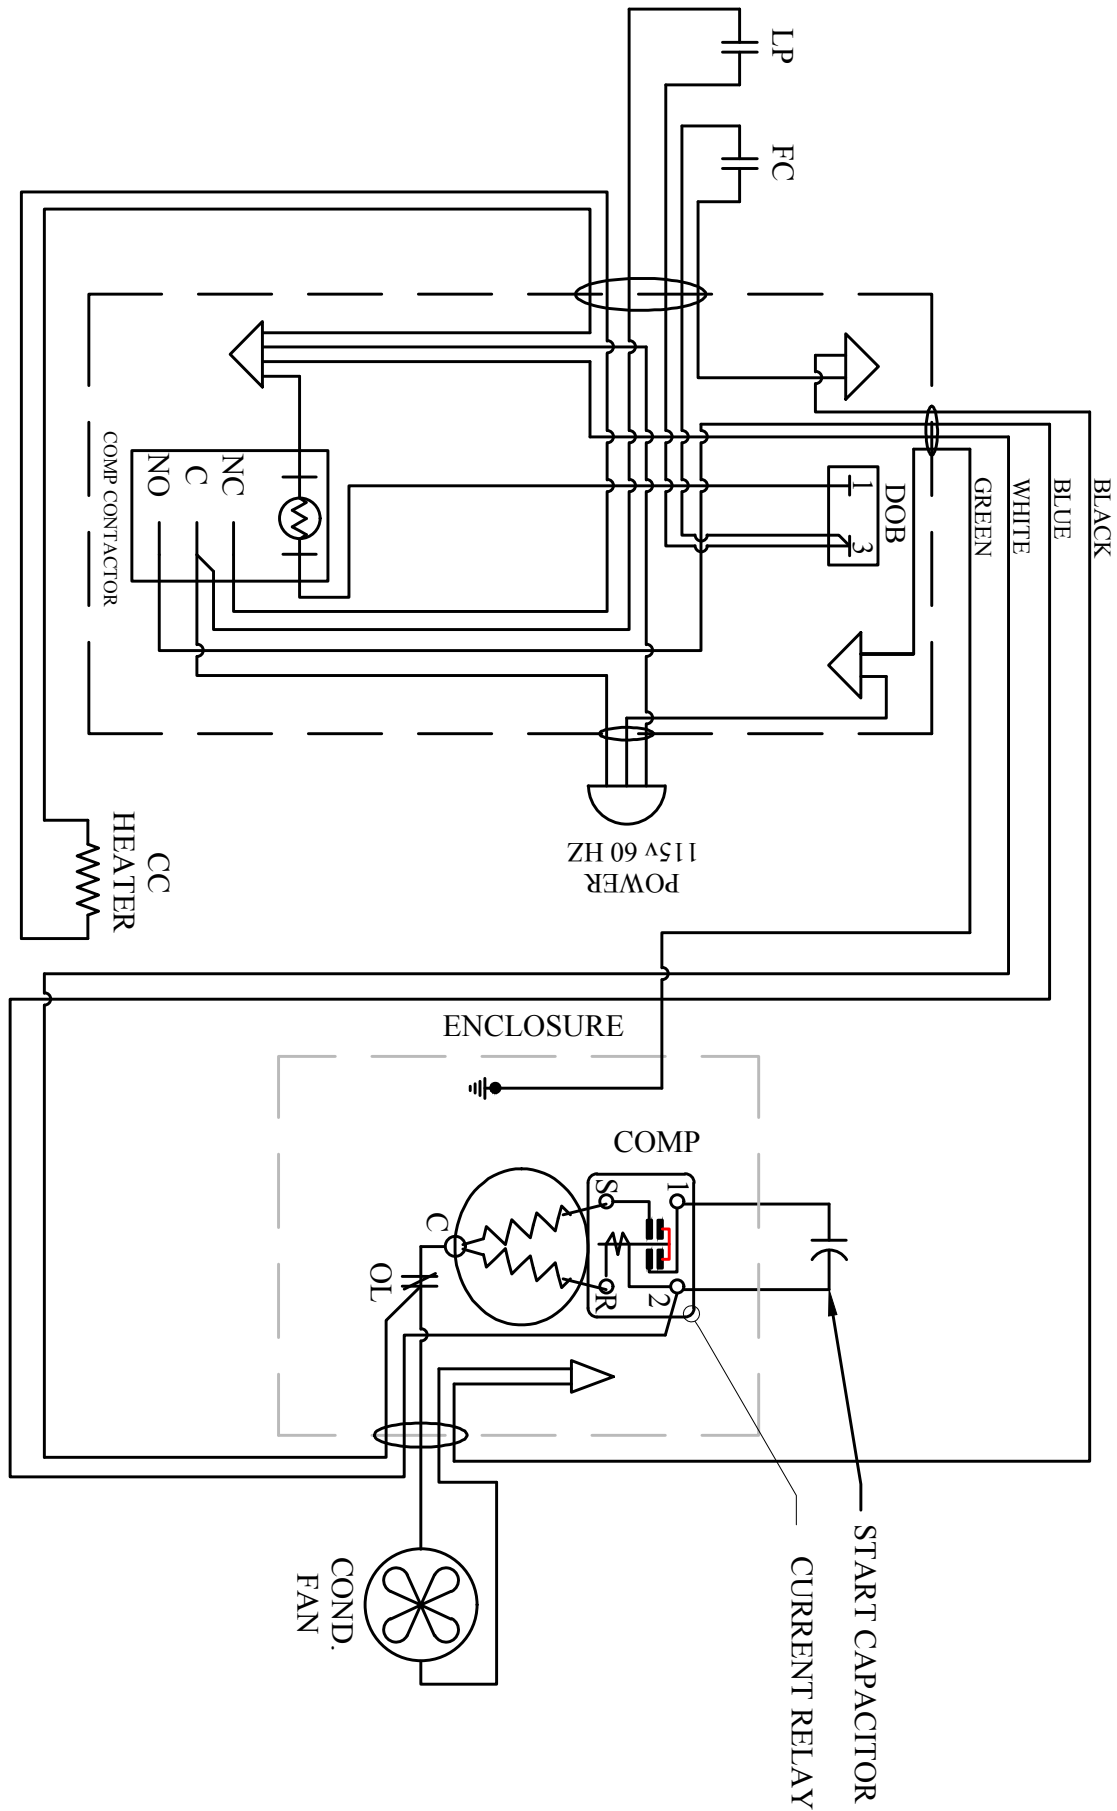 LP
FC
BLACK
BLUE
WHITE
GREEN
DOB
1
3
NC
C
NO
COMP CONTACTOR
115v 60 HZ
POWER
CC
HEATER
ENCLOSURE
COMP
S
1
R
2
C
OL
COND.
FAN
START CAPACITOR
CURRENT RELAY